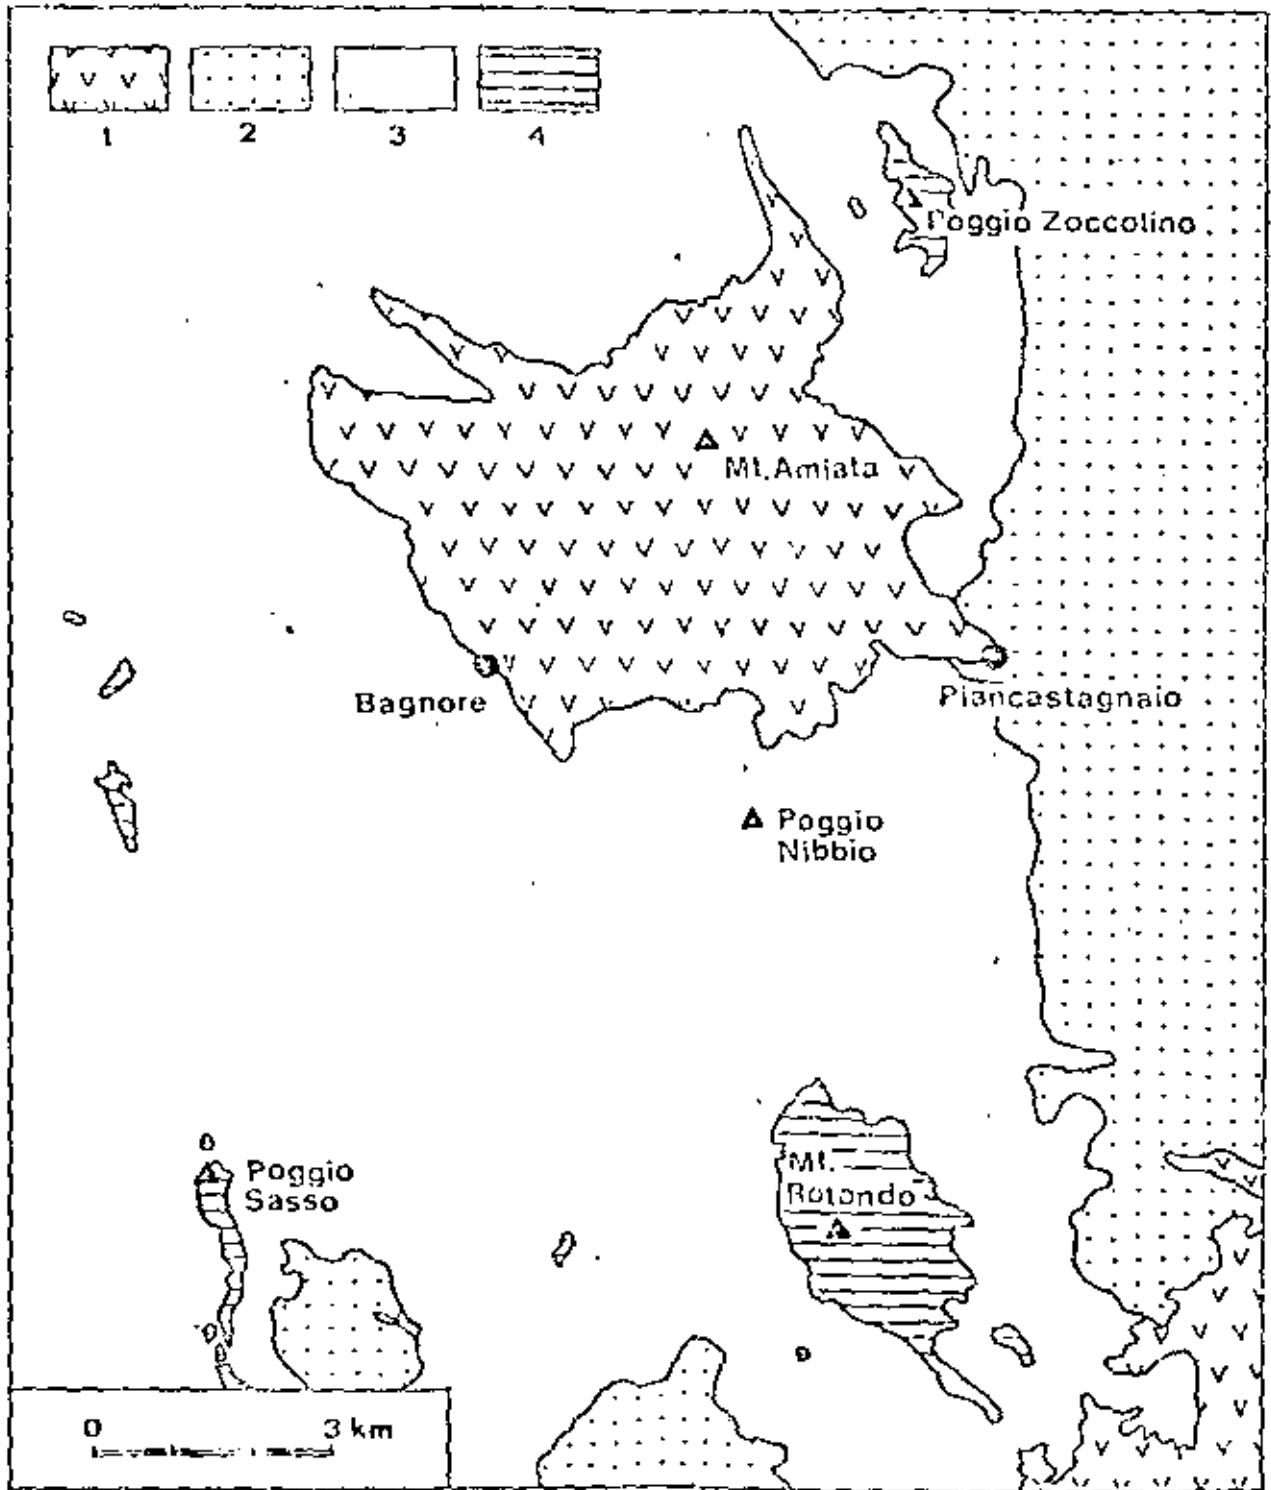 1 2 3 4
Poggio Zoccolino
Mt.Amiata
Bagnore
Piancastagnaio
Poggio
Nibbio
Poggio
Sasso
Mt.
Rotondo
0 3 km